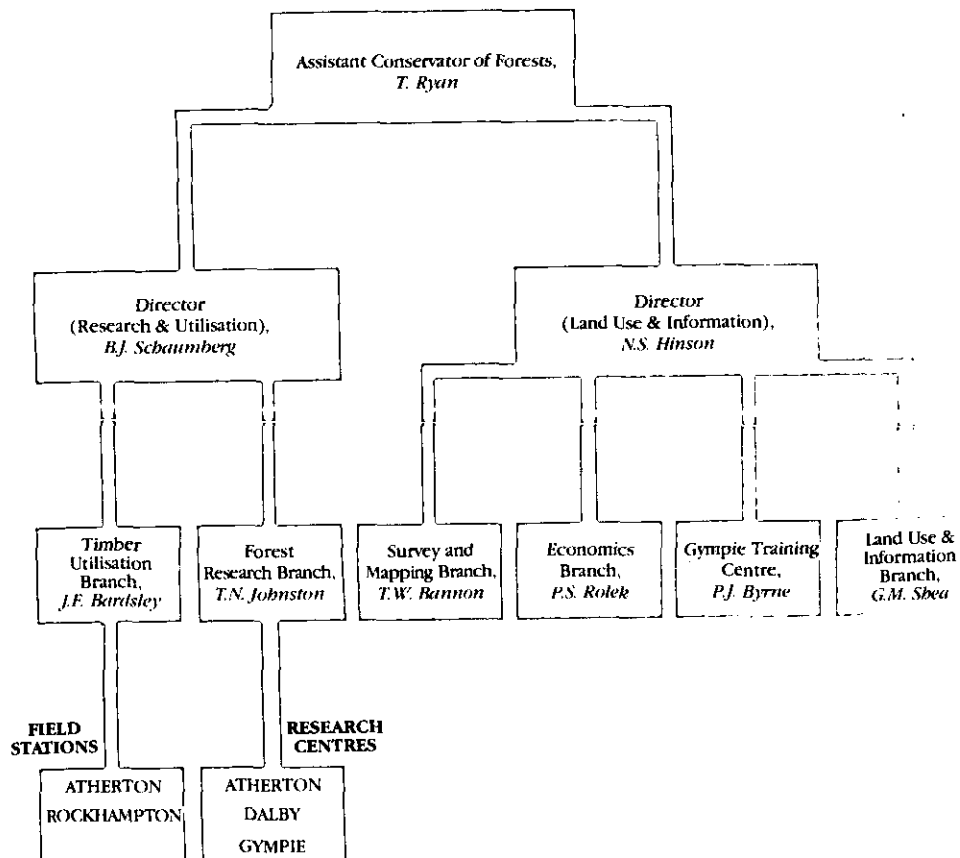 Assistant Conservator of Forests,
T. Ryan
Director
(Research & Utilisation),
B.J. Schaumberg
Director
(Land Use & Information),
N.S. Hinson
Timber
Utilisation
Branch,
J.F. Bardsley
Forest
Research Branch,
T.N. Johnston
Survey and
Mapping Branch,
T.W. Bannon
Economics
Branch,
P.S. Rolek
Gympie Training
Centre,
P.J. Byrne
Land Use &
Information
Branch,
G.M. Shea
FIELD
STATIONS
RESEARCH
CENTRES
ATHERTON
ROCKHAMPTON
ATHERTON
DALBY
GYMPIE